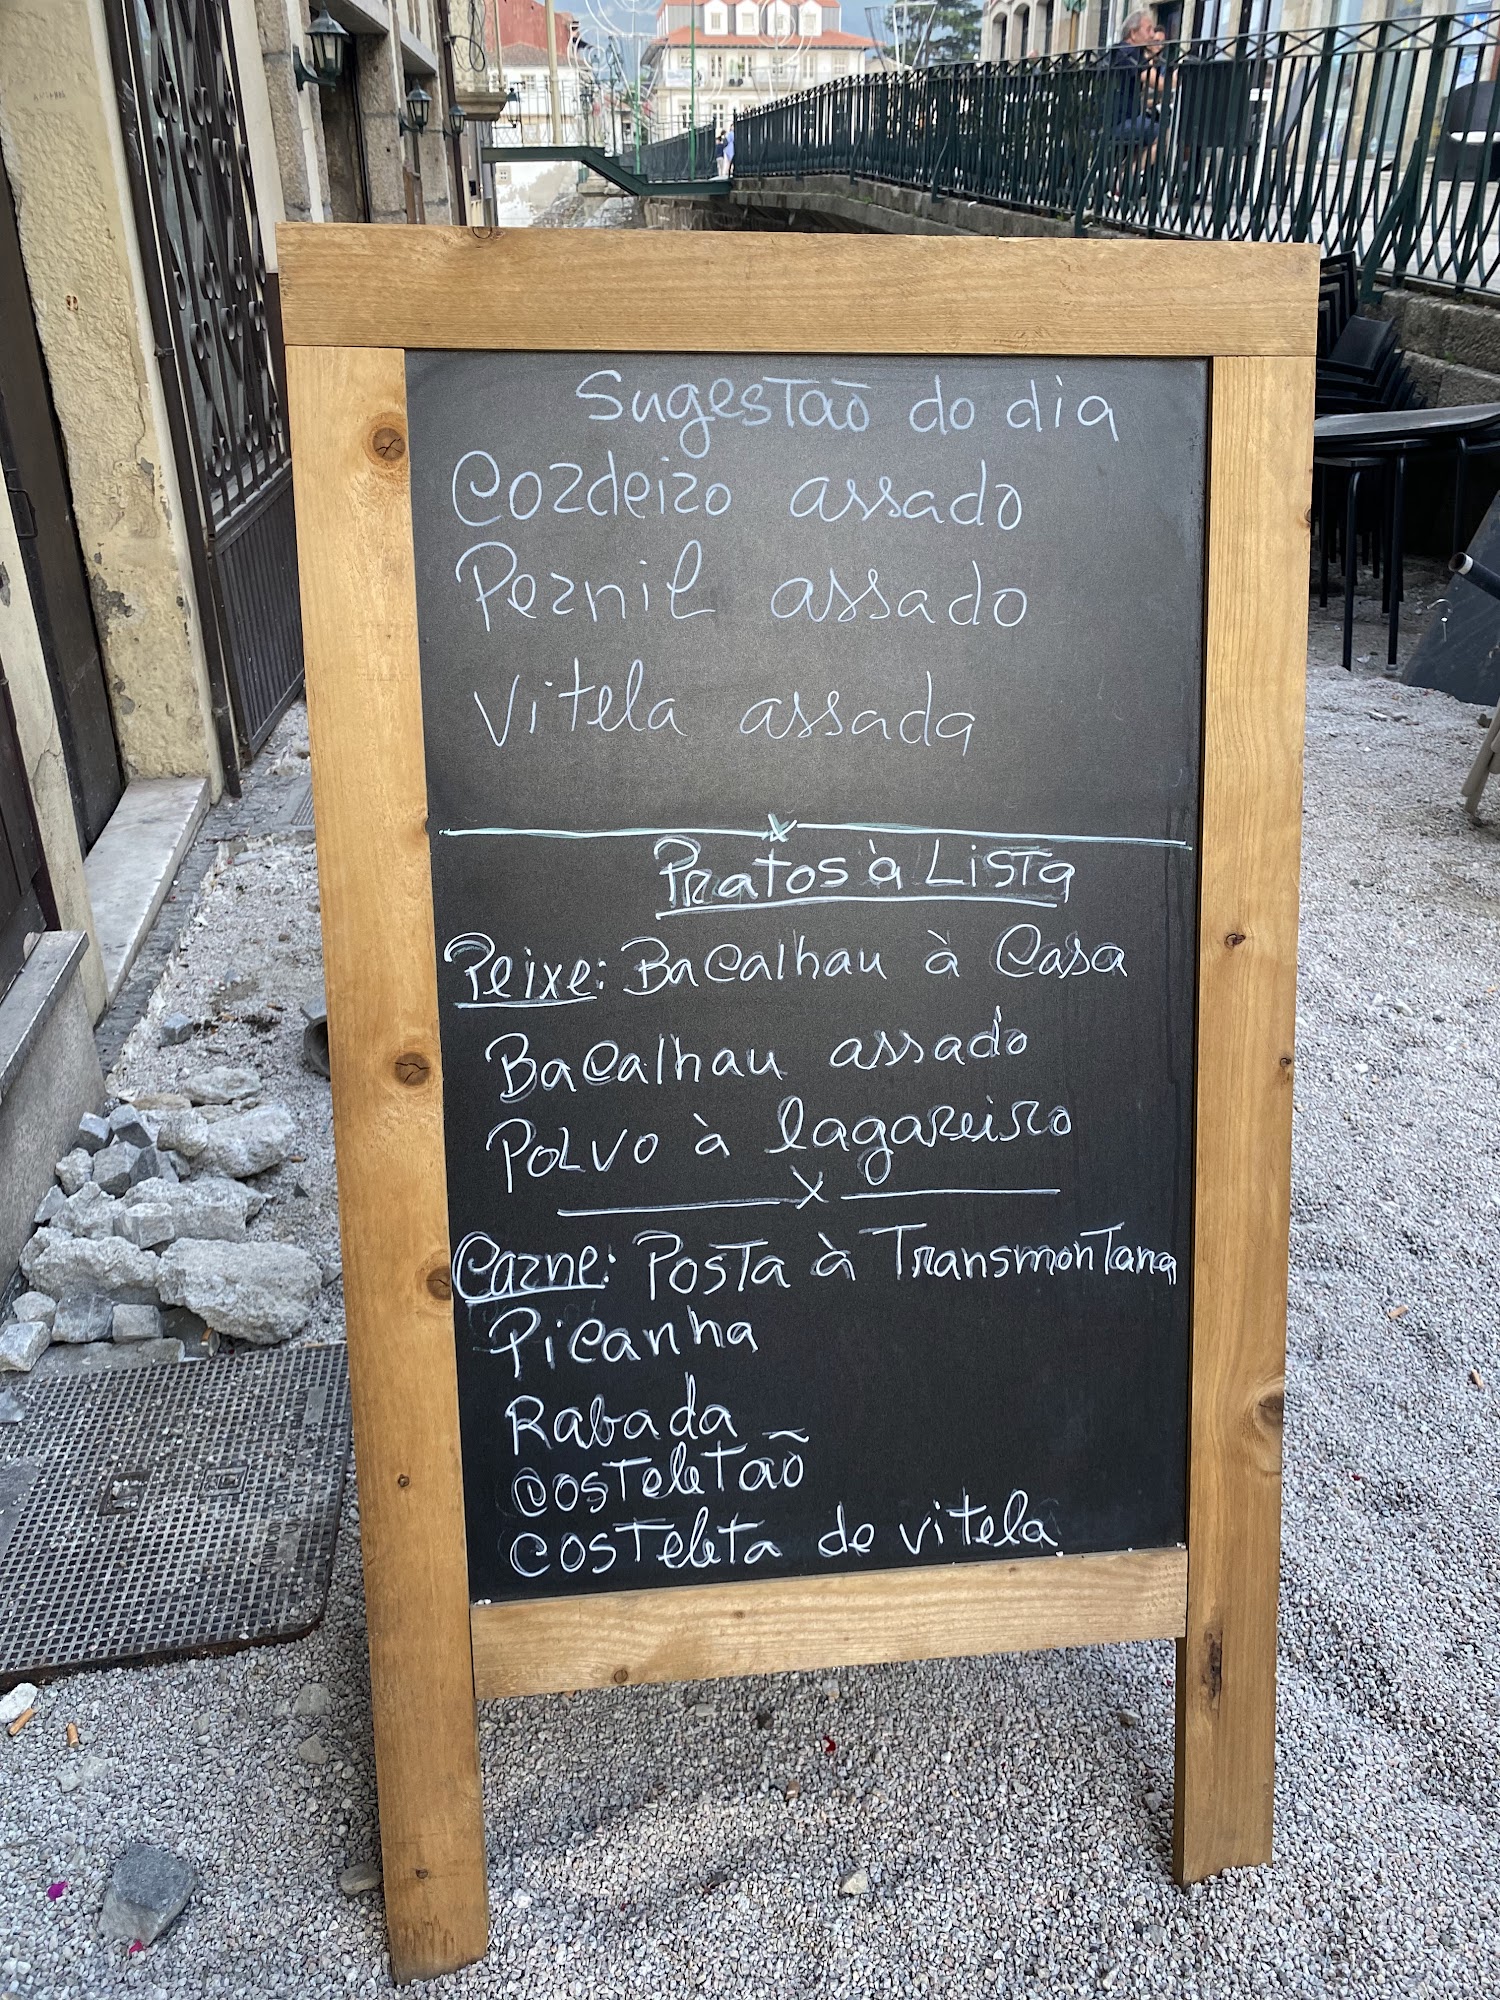 Sugestão do dia
Cordeiro assado
Pernil assado
Vitela assada
x
Pratos à Lista
Peixe: Bacalhau à Casa
Bacalhau assado
Polvo à lagareiro
x
Carne: Posta à Transmontana
Picanha
Rabada
Costeletão
Costeleta de vitela